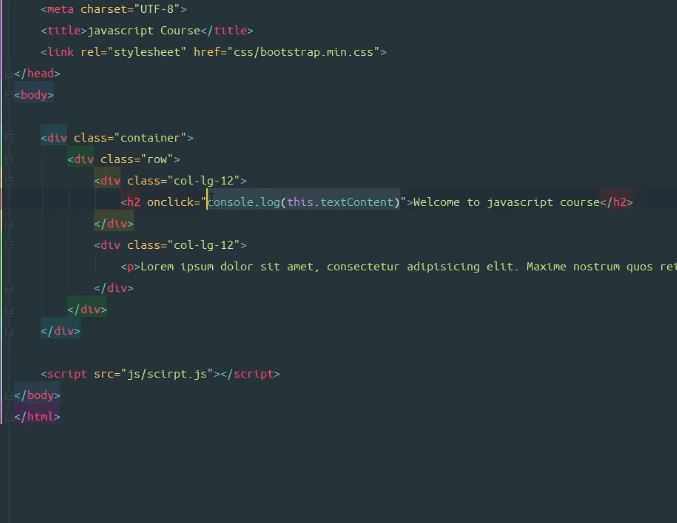 <meta charset="UTF-8">
<title>javascript Course</title>
<link rel="stylesheet" href="css/bootstrap.min.css">
</head>
<body>
<div class="container">
<div class="row">
<div class="col-lg-12">
<h2 onclick="console.log(this.textContent)">Welcome to javascript course</h2>
</div>
<div class="col-lg-12">
<p>Lorem ipsum dolor sit amet, consectetur adipisicing elit. Maxime nostrum quos rei
</div>
</div>
</div>
<script src="js/scirpt.js"></script>
</body>
</html>